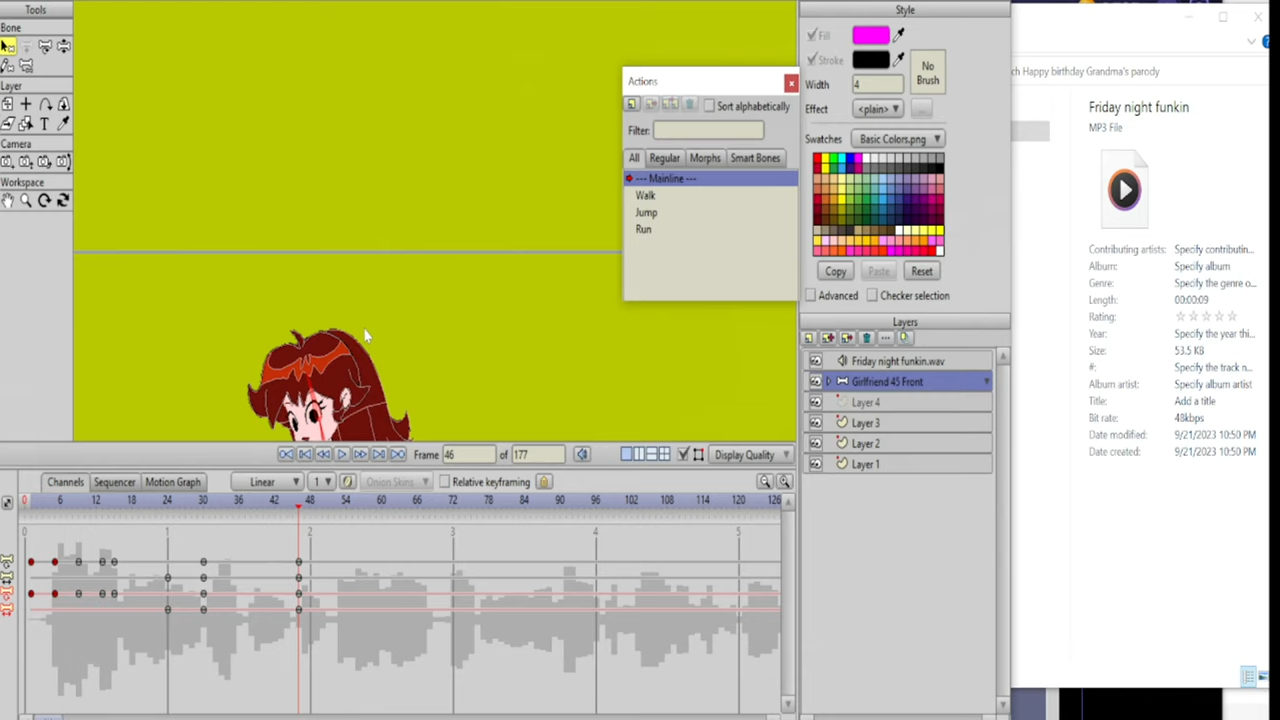 Tools
Bone
Layer
T
Camera
Workspace
Style
Fill
Stroke
No Brush
Width 4
Effect <plain>
Swatches Basic Colors.png
Copy Paste Reset
Advanced Checker selection
Actions
Sort alphabetically
Filter:
All Regular Morphs Smart Bones
--- Mainline ---
Walk
Jump
Run
Layers
Friday night funkin.wav
Girlfriend 45 Front
Layer 4
Layer 3
Layer 2
Layer 1
Frame 46 of 177 Display Quality
Channels Sequencer Motion Graph Linear 1 Onion Skins Relative keyframing
0 6 12 18 24 30 36 42 48 54 60 66 72 78 84 90 96 102 108 114 120 126
0 1 2 3 4 5
ch Happy birthday Grandma's parody
Friday night funkin
MP3 File
Contributing artists: Specify contributin...
Album: Specify album
Genre: Specify the genre o...
Length: 00:00:09
Rating: ☆☆☆☆☆
Year: Specify the year thi...
Size: 53.5 KB
#: Specify the track n...
Album artist: Specify album artist
Title: Add a title
Bit rate: 48kbps
Date modified: 9/21/2023 10:50 PM
Date created: 9/21/2023 10:50 PM